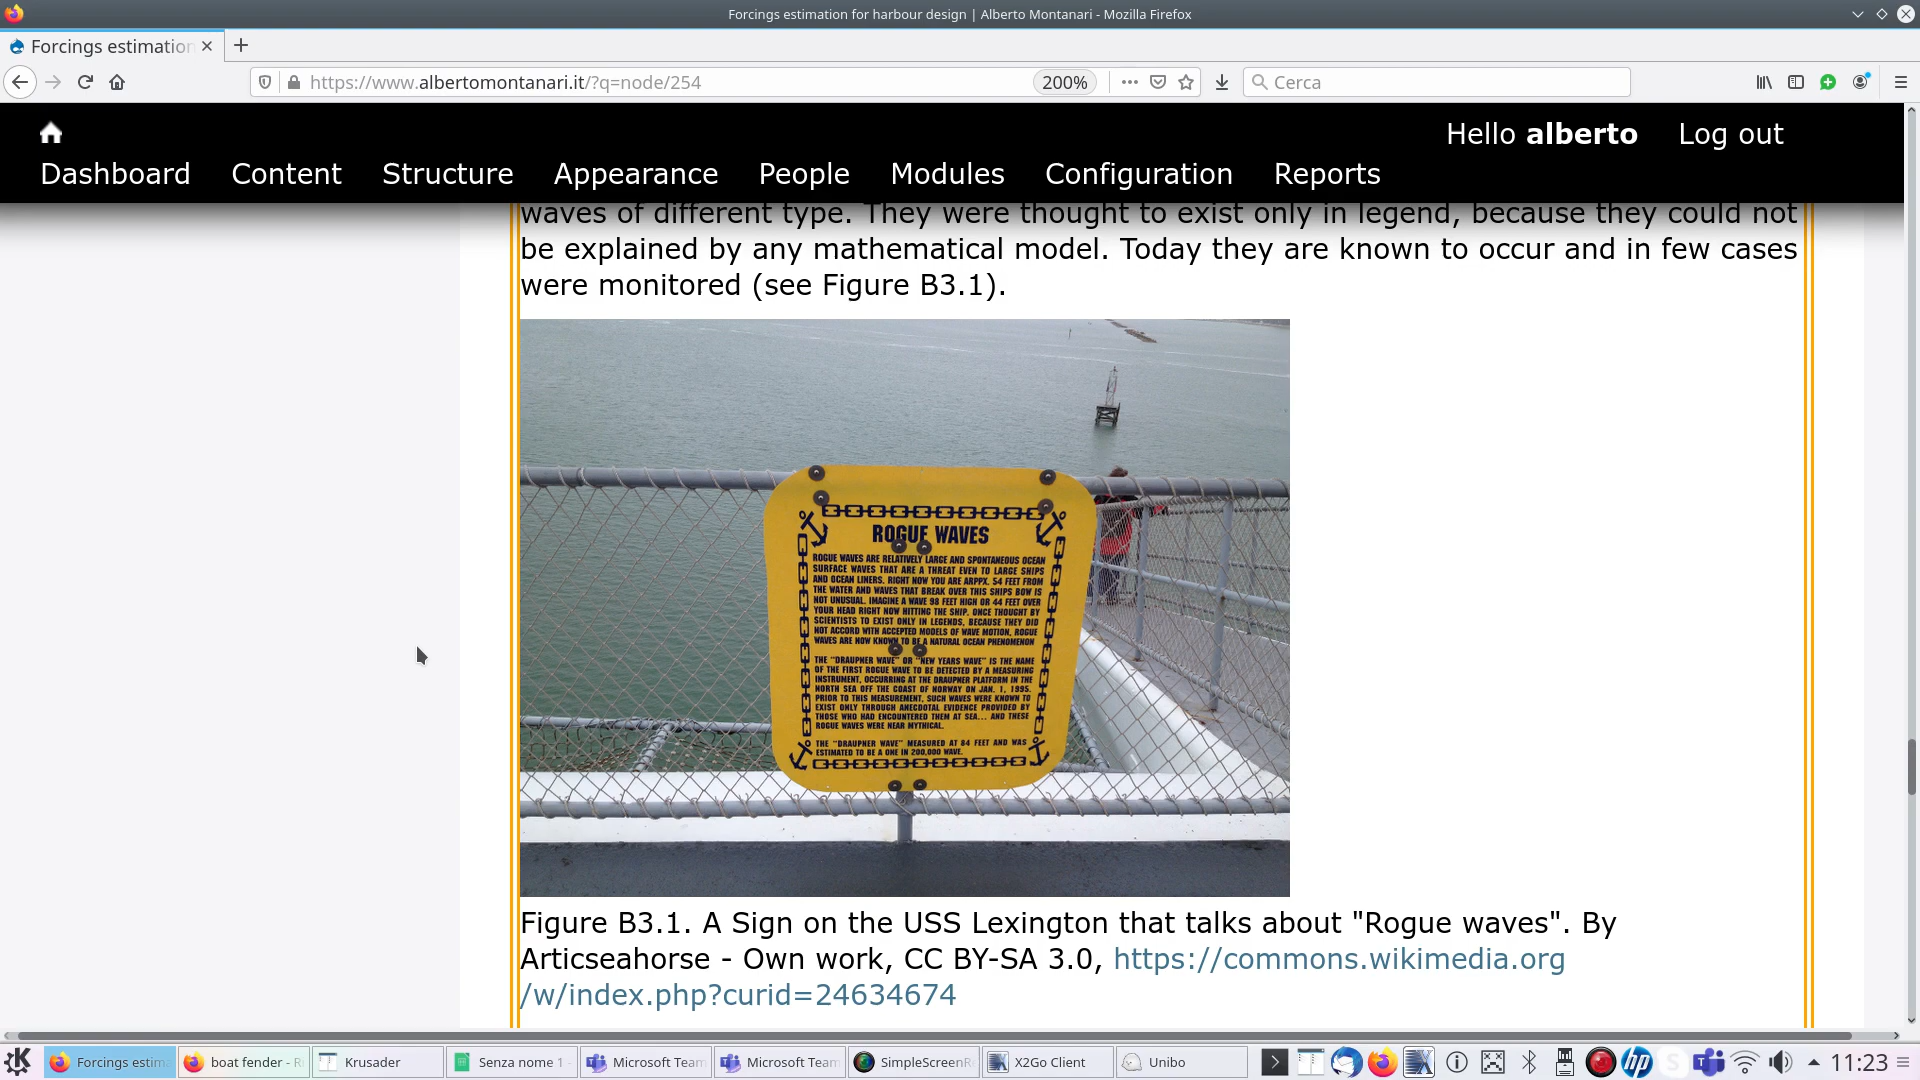 Forcings estimation for harbour design | Alberto Montanari - Mozilla Firefox
Forcings estimation
https://www.albertomontanari.it/?q=node/254
200%
Cerca
Hello alberto Log out
Dashboard Content Structure Appearance People Modules Configuration Reports
waves of different type. They were thought to exist only in legend, because they could not
be explained by any mathematical model. Today they are known to occur and in few cases
were monitored (see Figure B3.1).
ROGUE WAVES
ROGUE WAVES ARE RELATIVELY LARGE AND SPONTANEOUS OCEAN
SURFACE WAVES THAT ARE A THREAT EVEN TO LARGE SHIPS
AND OCEAN LINERS. RIGHT NOW YOU ARE ARPPX. 54 FEET FROM
THE WATER AND WAVES THAT BREAK OVER THIS SHIPS BOW IS
NOT UNUSUAL. IMAGINE A WAVE 98 FEET HIGH OR 44 FEET OVER
YOUR HEAD RIGHT NOW HITTING THE SHIP. ONCE THOUGHT BY
SCIENTISTS TO EXIST ONLY IN LEGENDS, BECAUSE THEY DID
NOT ACCORD WITH ACCEPTED MODELS OF WAVE MOTION, ROGUE
WAVES ARE NOW KNOWN TO BE A NATURAL OCEAN PHENOMENON
THE "DRAUPNER WAVE" OR "NEW YEARS WAVE" IS THE NAME
OF THE FIRST ROGUE WAVE TO BE DETECTED BY A MEASURING
INSTRUMENT, OCCURRING AT THE DRAUPNER PLATFORM IN THE
NORTH SEA OFF THE COAST OF NORWAY ON JAN. 1, 1995.
PRIOR TO THIS MEASUREMENT, SUCH WAVES WERE KNOWN TO
EXIST ONLY THROUGH ANECDOTAL EVIDENCE PROVIDED BY
THOSE WHO HAD ENCOUNTERED THEM AT SEA... AND THESE
ROGUE WAVES WERE NEAR MYTHICAL.
THE "DRAUPNER WAVE" MEASURED AT 84 FEET AND WAS
ESTIMATED TO BE A ONE IN 200,000 WAVE.
Figure B3.1. A Sign on the USS Lexington that talks about "Rogue waves". By
Articseahorse - Own work, CC BY-SA 3.0, https://commons.wikimedia.org
/w/index.php?curid=24634674
Forcings estim boat fender - R Krusader Senza nome 1 - Microsoft Team Microsoft Team SimpleScreenR X2Go Client Unibo hp 11:23